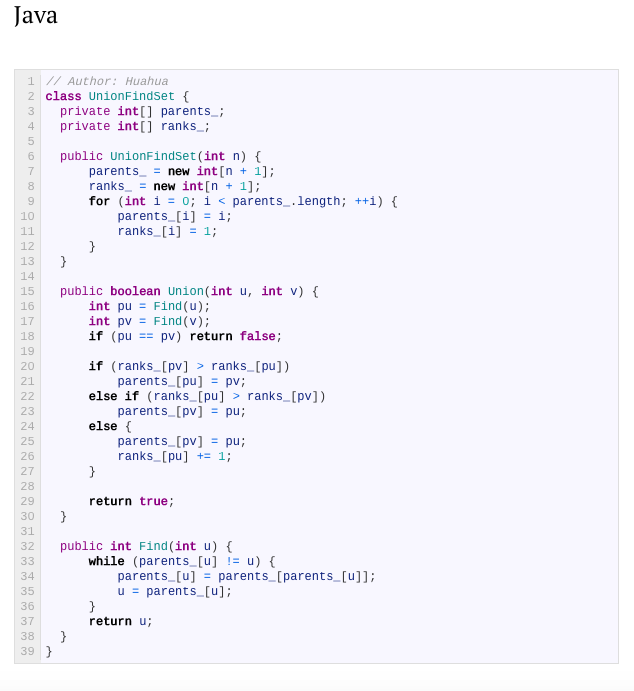 Java
1 // Author: Huahua
2 class UnionFindSet {
3   private int[] parents_;
4   private int[] ranks_;
5
6   public UnionFindSet(int n) {
7       parents_ = new int[n + 1];
8       ranks_ = new int[n + 1];
9       for (int i = 0; i < parents_.length; ++i) {
10           parents_[i] = i;
11           ranks_[i] = 1;
12       }
13   }
14
15   public boolean Union(int u, int v) {
16       int pu = Find(u);
17       int pv = Find(v);
18       if (pu == pv) return false;
19
20       if (ranks_[pv] > ranks_[pu])
21           parents_[pu] = pv;
22       else if (ranks_[pu] > ranks_[pv])
23           parents_[pv] = pu;
24       else {
25           parents_[pv] = pu;
26           ranks_[pu] += 1;
27       }
28
29       return true;
30   }
31
32   public int Find(int u) {
33       while (parents_[u] != u) {
34           parents_[u] = parents_[parents_[u]];
35           u = parents_[u];
36       }
37       return u;
38   }
39 }